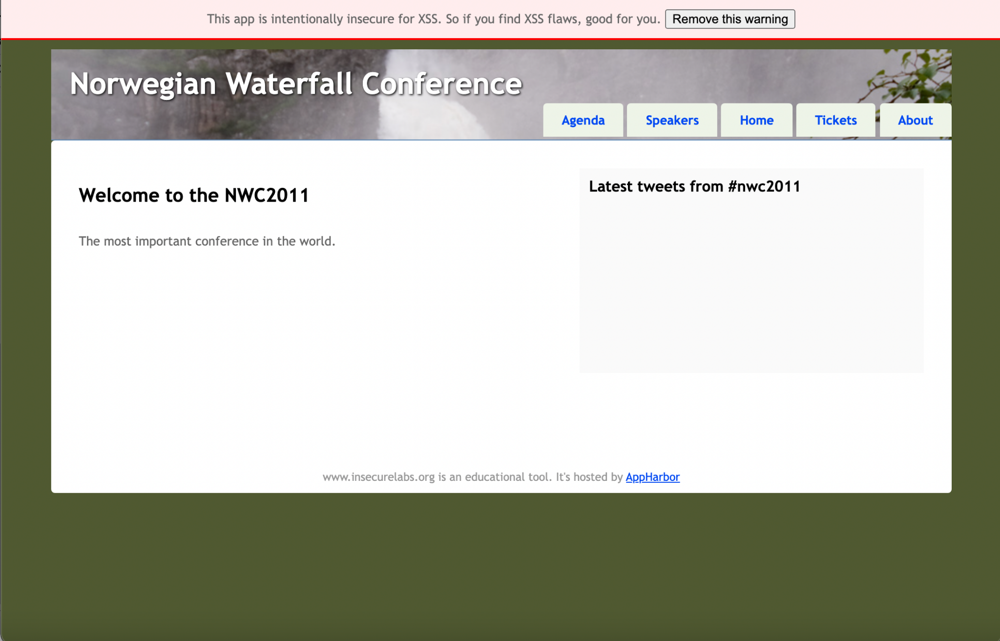 This app is intentionally insecure for XSS. So if you find XSS flaws, good for you. Remove this warning
Norwegian Waterfall Conference
Agenda Speakers Home Tickets About
Welcome to the NWC2011
Latest tweets from #nwc2011
The most important conference in the world.
www.insecurelabs.org is an educational tool. It's hosted by AppHarbor